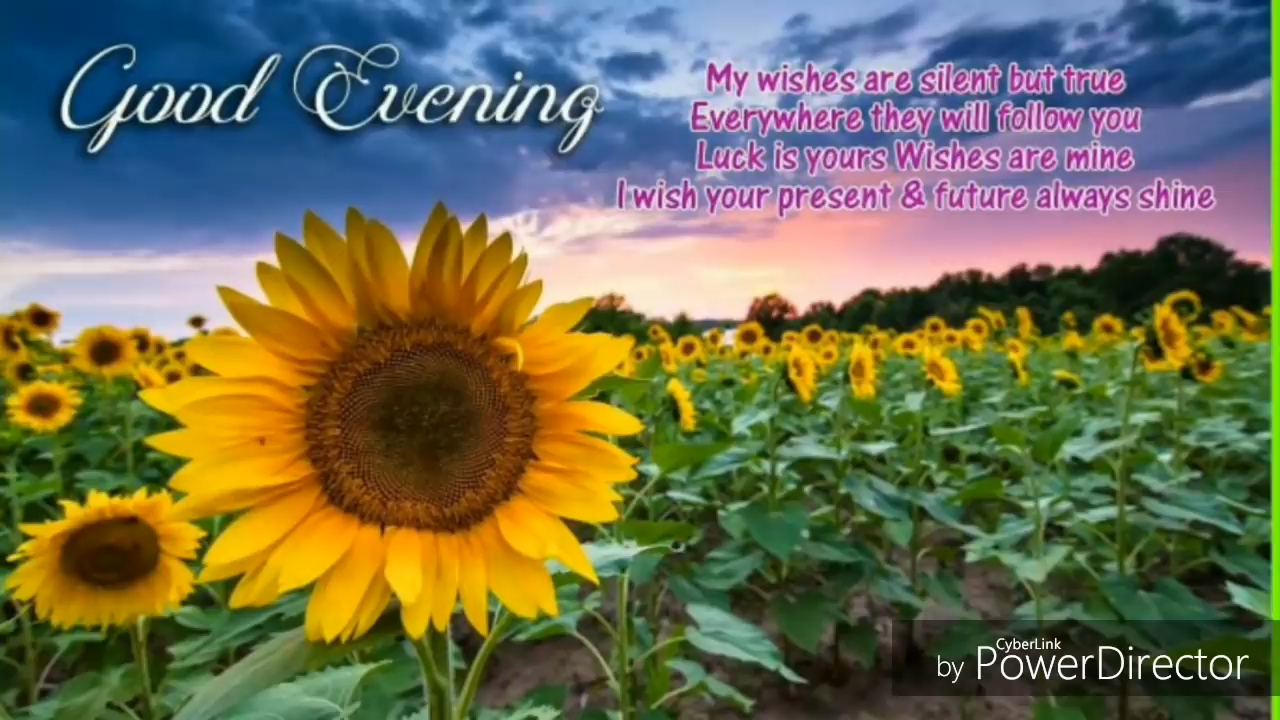 Good Evening
My wishes are silent but true
Everywhere they will follow you
Luck is yours Wishes are mine
I wish your present & future always shine
CyberLink
by PowerDirector